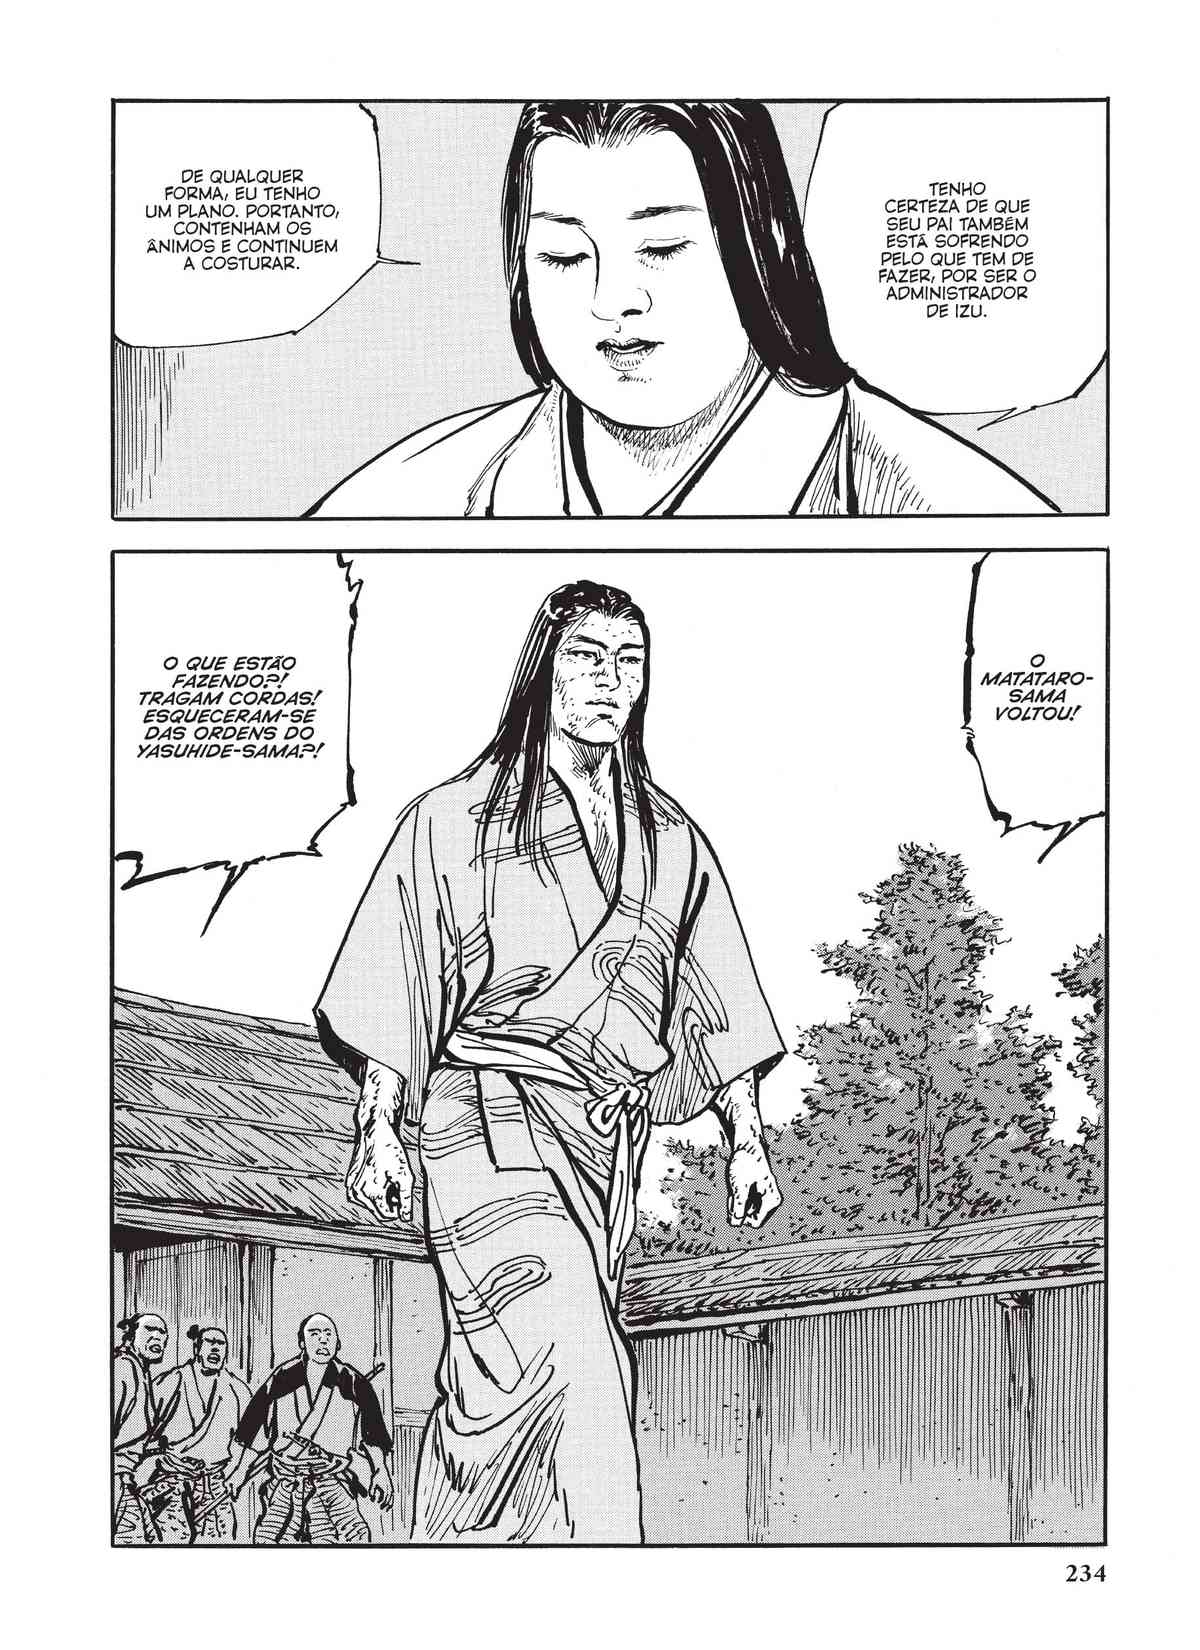 TENHO
CERTEZA DE QUE
SEU PAI TAMBÉM
ESTÁ SOFRENDO
PELO QUE TEM DE
FAZER, POR SER O
ADMINISTRADOR
DE IZU.
DE QUALQUER
FORMA, EU TENHO
UM PLANO. PORTANTO,
CONTENHAM OS
ÂNIMOS E CONTINUEM
A COSTURAR.
O
MATATARO-
SAMA
VOLTOU!
O QUE ESTÃO
FAZENDO?!
TRAGAM CORDAS!
ESQUECERAM-SE
DAS ORDENS DO
YASUHIDE-SAMA?!
234